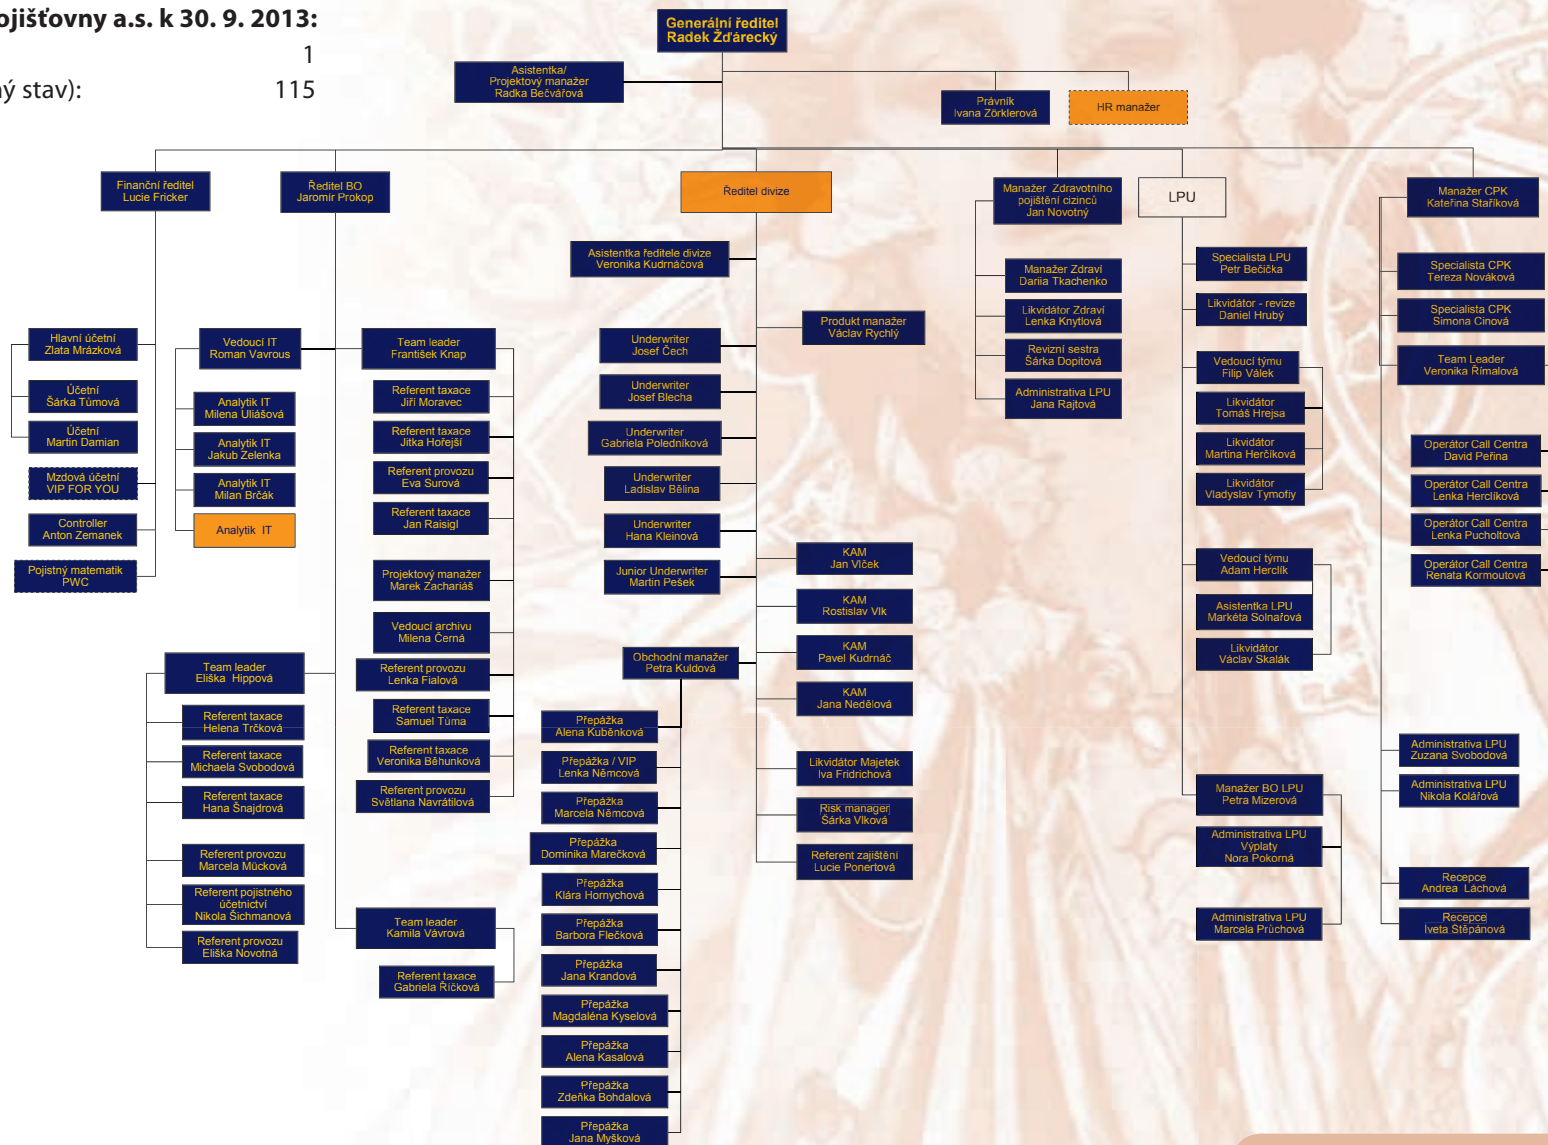 ojišťovny a.s. k 30. 9. 2013:
1
ý stav):
115
Generální ředitel
Radek Žďárecký
Asistentka/
Projektový manažer
Radka Bečvářová
Právník
Ivana Zörklerová
HR manažer
Finanční ředitel
Lucie Fricker
Ředitel BO
Jaromír Prokop
Ředitel divize
Manažer Zdravotního
pojištění cizinců
Jan Novotný
LPU
Manažer CPK
Kateřina Staříková
Hlavní účetní
Zlata Mrázková
Účetní
Šárka Tůmová
Účetní
Martin Damian
Mzdová účetní
VIP FOR YOU
Controller
Anton Zemanek
Pojistný matematik
PWC
Vedoucí IT
Roman Vavrous
Analytik IT
Milena Uliášová
Analytik IT
Jakub Zelenka
Analytik IT
Milan Brčák
Analytik IT
Team leader
František Knap
Referent taxace
Jiří Moravec
Referent taxace
Jitka Hořejší
Referent provozu
Eva Surová
Referent taxace
Jan Raisigl
Projektový manažer
Marek Zachariáš
Vedoucí archivu
Milena Černá
Referent provozu
Lenka Fialová
Referent taxace
Samuel Tůma
Referent taxace
Veronika Běhunková
Referent provozu
Světlana Navrátilová
Team leader
Eliška Hippová
Referent taxace
Helena Trčková
Referent taxace
Michaela Svobodová
Referent taxace
Hana Šnajdrová
Referent provozu
Marcela Mücková
Referent pojistného
účetnictví
Nikola Šichmanová
Referent provozu
Eliška Novotná
Team leader
Kamila Vávrová
Referent taxace
Gabriela Říčková
Asistentka ředitele divize
Veronika Kudrnáčová
Produkt manažer
Václav Rychlý
Underwriter
Josef Čech
Underwriter
Josef Blecha
Underwriter
Gabriela Poledníková
Underwriter
Ladislav Bělina
Underwriter
Hana Kleinová
Junior Underwriter
Martin Pešek
KAM
Jan Vlček
KAM
Rostislav Vlk
KAM
Pavel Kudrnáč
KAM
Jana Nedělová
Obchodní manažer
Petra Kuldová
Přepážka
Alena Kuběnková
Přepážka / VIP
Lenka Němcová
Přepážka
Marcela Němcová
Přepážka
Dominika Marečková
Přepážka
Klára Hornychová
Přepážka
Barbora Flečková
Přepážka
Jana Krandová
Přepážka
Magdaléna Kyselová
Přepážka
Alena Kasalová
Přepážka
Zdeňka Bohdalová
Přepážka
Jana Myšková
Likvidátor Majetek
Iva Fridrichová
Risk manager
Šárka Vlková
Referent zajištění
Lucie Ponertová
Manažer Zdraví
Dariia Tkachenko
Likvidátor Zdraví
Lenka Knytlová
Revizní sestra
Šárka Dopitová
Administrativa LPU
Jana Rajtová
Specialista LPU
Petr Bečička
Likvidátor - revize
Daniel Hrubý
Vedoucí týmu
Filip Válek
Likvidátor
Tomáš Hrejsa
Likvidátor
Martina Herčíková
Likvidátor
Vladyslav Tymofiy
Vedoucí týmu
Adam Herclík
Asistentka LPU
Markéta Solnařová
Likvidátor
Václav Skalák
Manažer BO LPU
Petra Mizerová
Administrativa LPU
Výplaty
Nora Pokorná
Administrativa LPU
Marcela Průchová
Specialista CPK
Tereza Nováková
Specialista CPK
Simona Cinová
Team Leader
Veronika Římalová
Operátor Call Centra
David Peřina
Operátor Call Centra
Lenka Herclíková
Operátor Call Centra
Lenka Pucholtová
Operátor Call Centra
Renata Kormoutová
Administrativa LPU
Zuzana Svobodová
Administrativa LPU
Nikola Kolářová
Recepce
Andrea Láchová
Recepce
Iveta Štěpánová